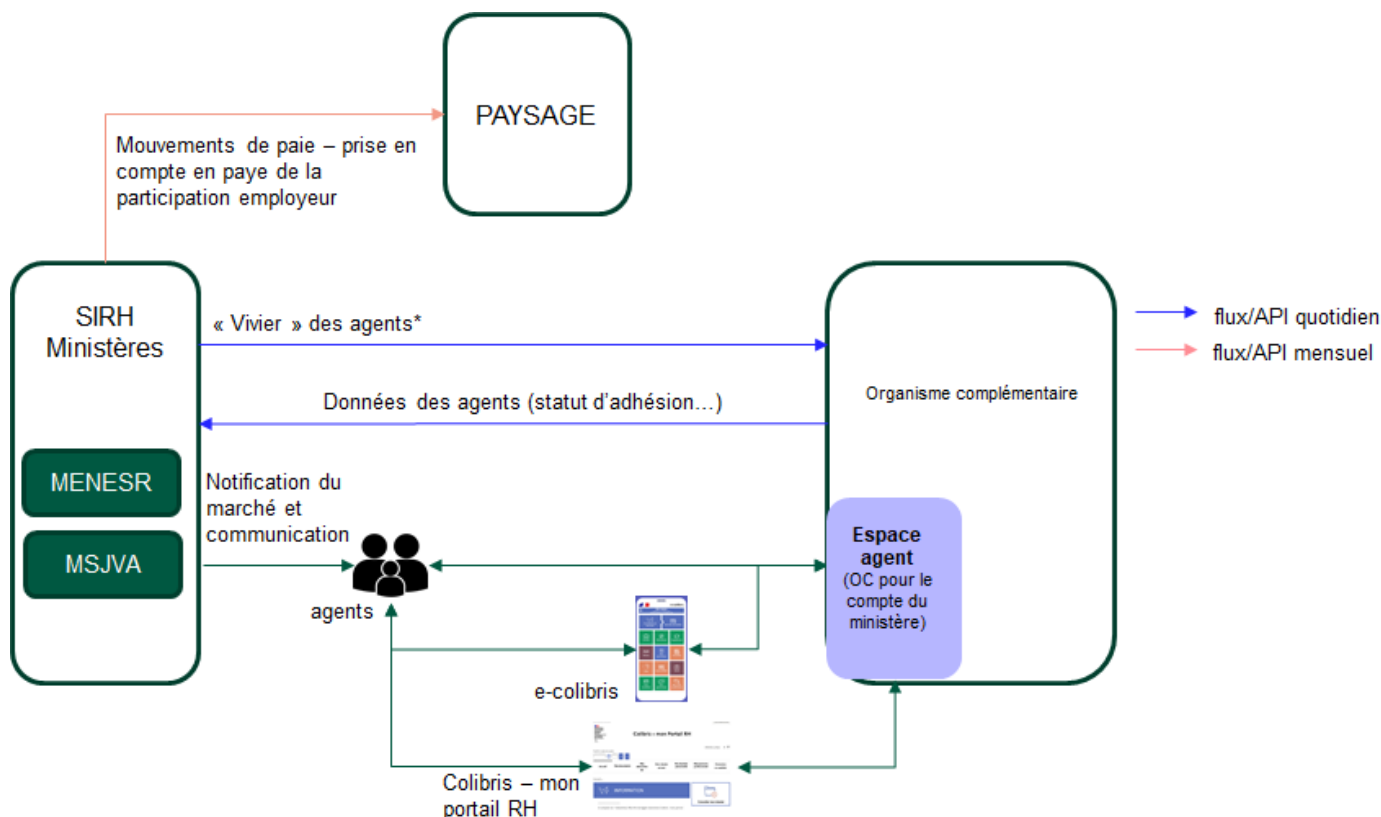 PAYSAGE
Mouvements de paie – prise en
compte en paye de la
participation employeur
SIRH
Ministères
« Vivier » des agents*
flux/API quotidien
flux/API mensuel
Organisme complémentaire
Données des agents (statut d’adhésion…)
MENESR
Notification du
marché et
communication
MSJVA
Espace
agent
(OC pour le
compte du
ministère)
agents
e-colibris
Colibris – mon Portail RH
INFORMATION
Colibris – mon
portail RH